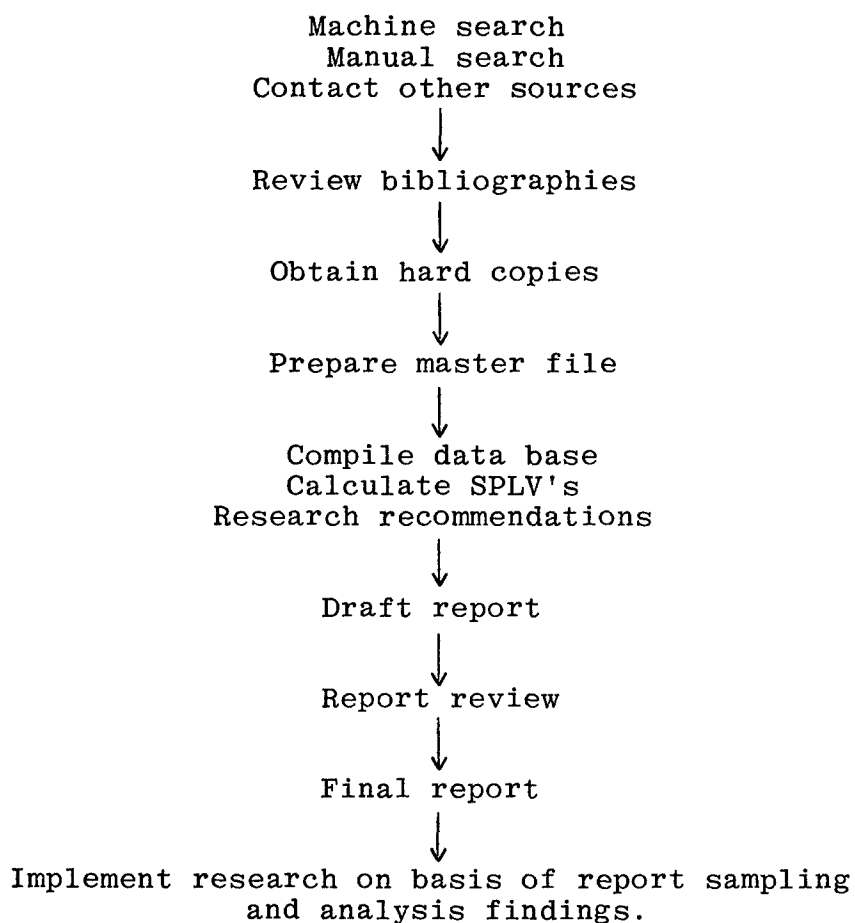 Machine search
Manual search
Contact other sources
Review bibliographies
Obtain hard copies
Prepare master file
Compile data base
Calculate SPLV's
Research recommendations
Draft report
Report review
Final report
Implement research on basis of report sampling
and analysis findings.